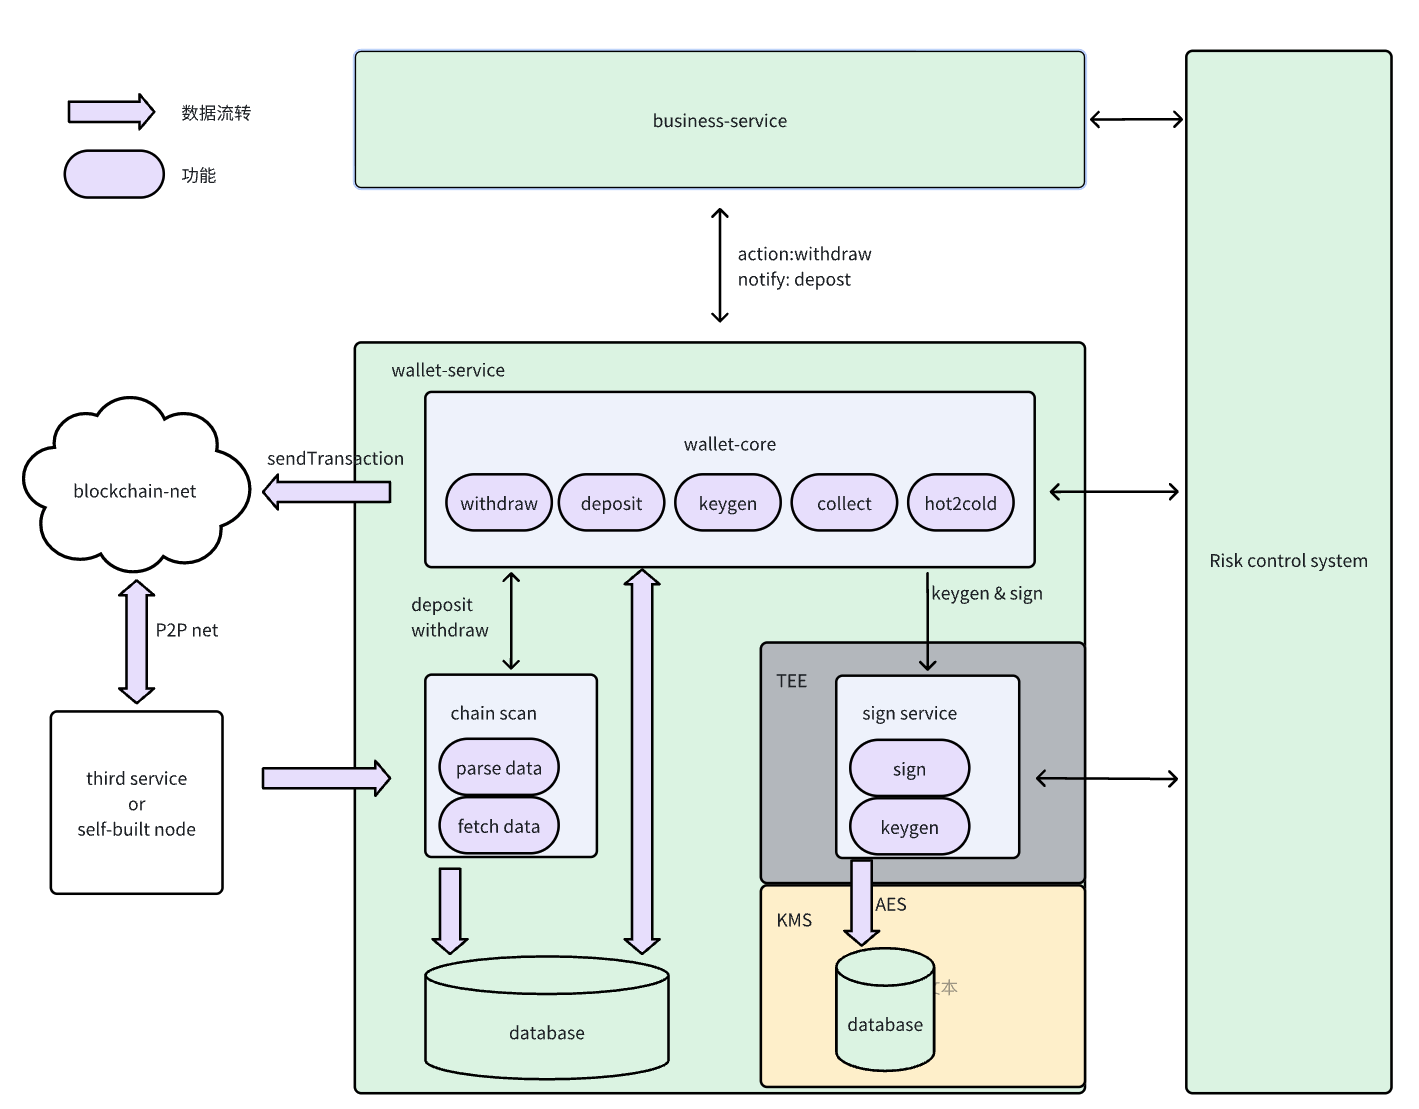 数据流转
功能
business-service
action:withdraw
notify: depost
wallet-service
wallet-core
withdraw
deposit
keygen
collect
hot2cold
sendTransaction
blockchain-net
Risk control system
P2P net
deposit
withdraw
keygen & sign
TEE
chain scan
parse data
fetch data
sign service
sign
keygen
third service
or
self-built node
AES
KMS
本
database
database